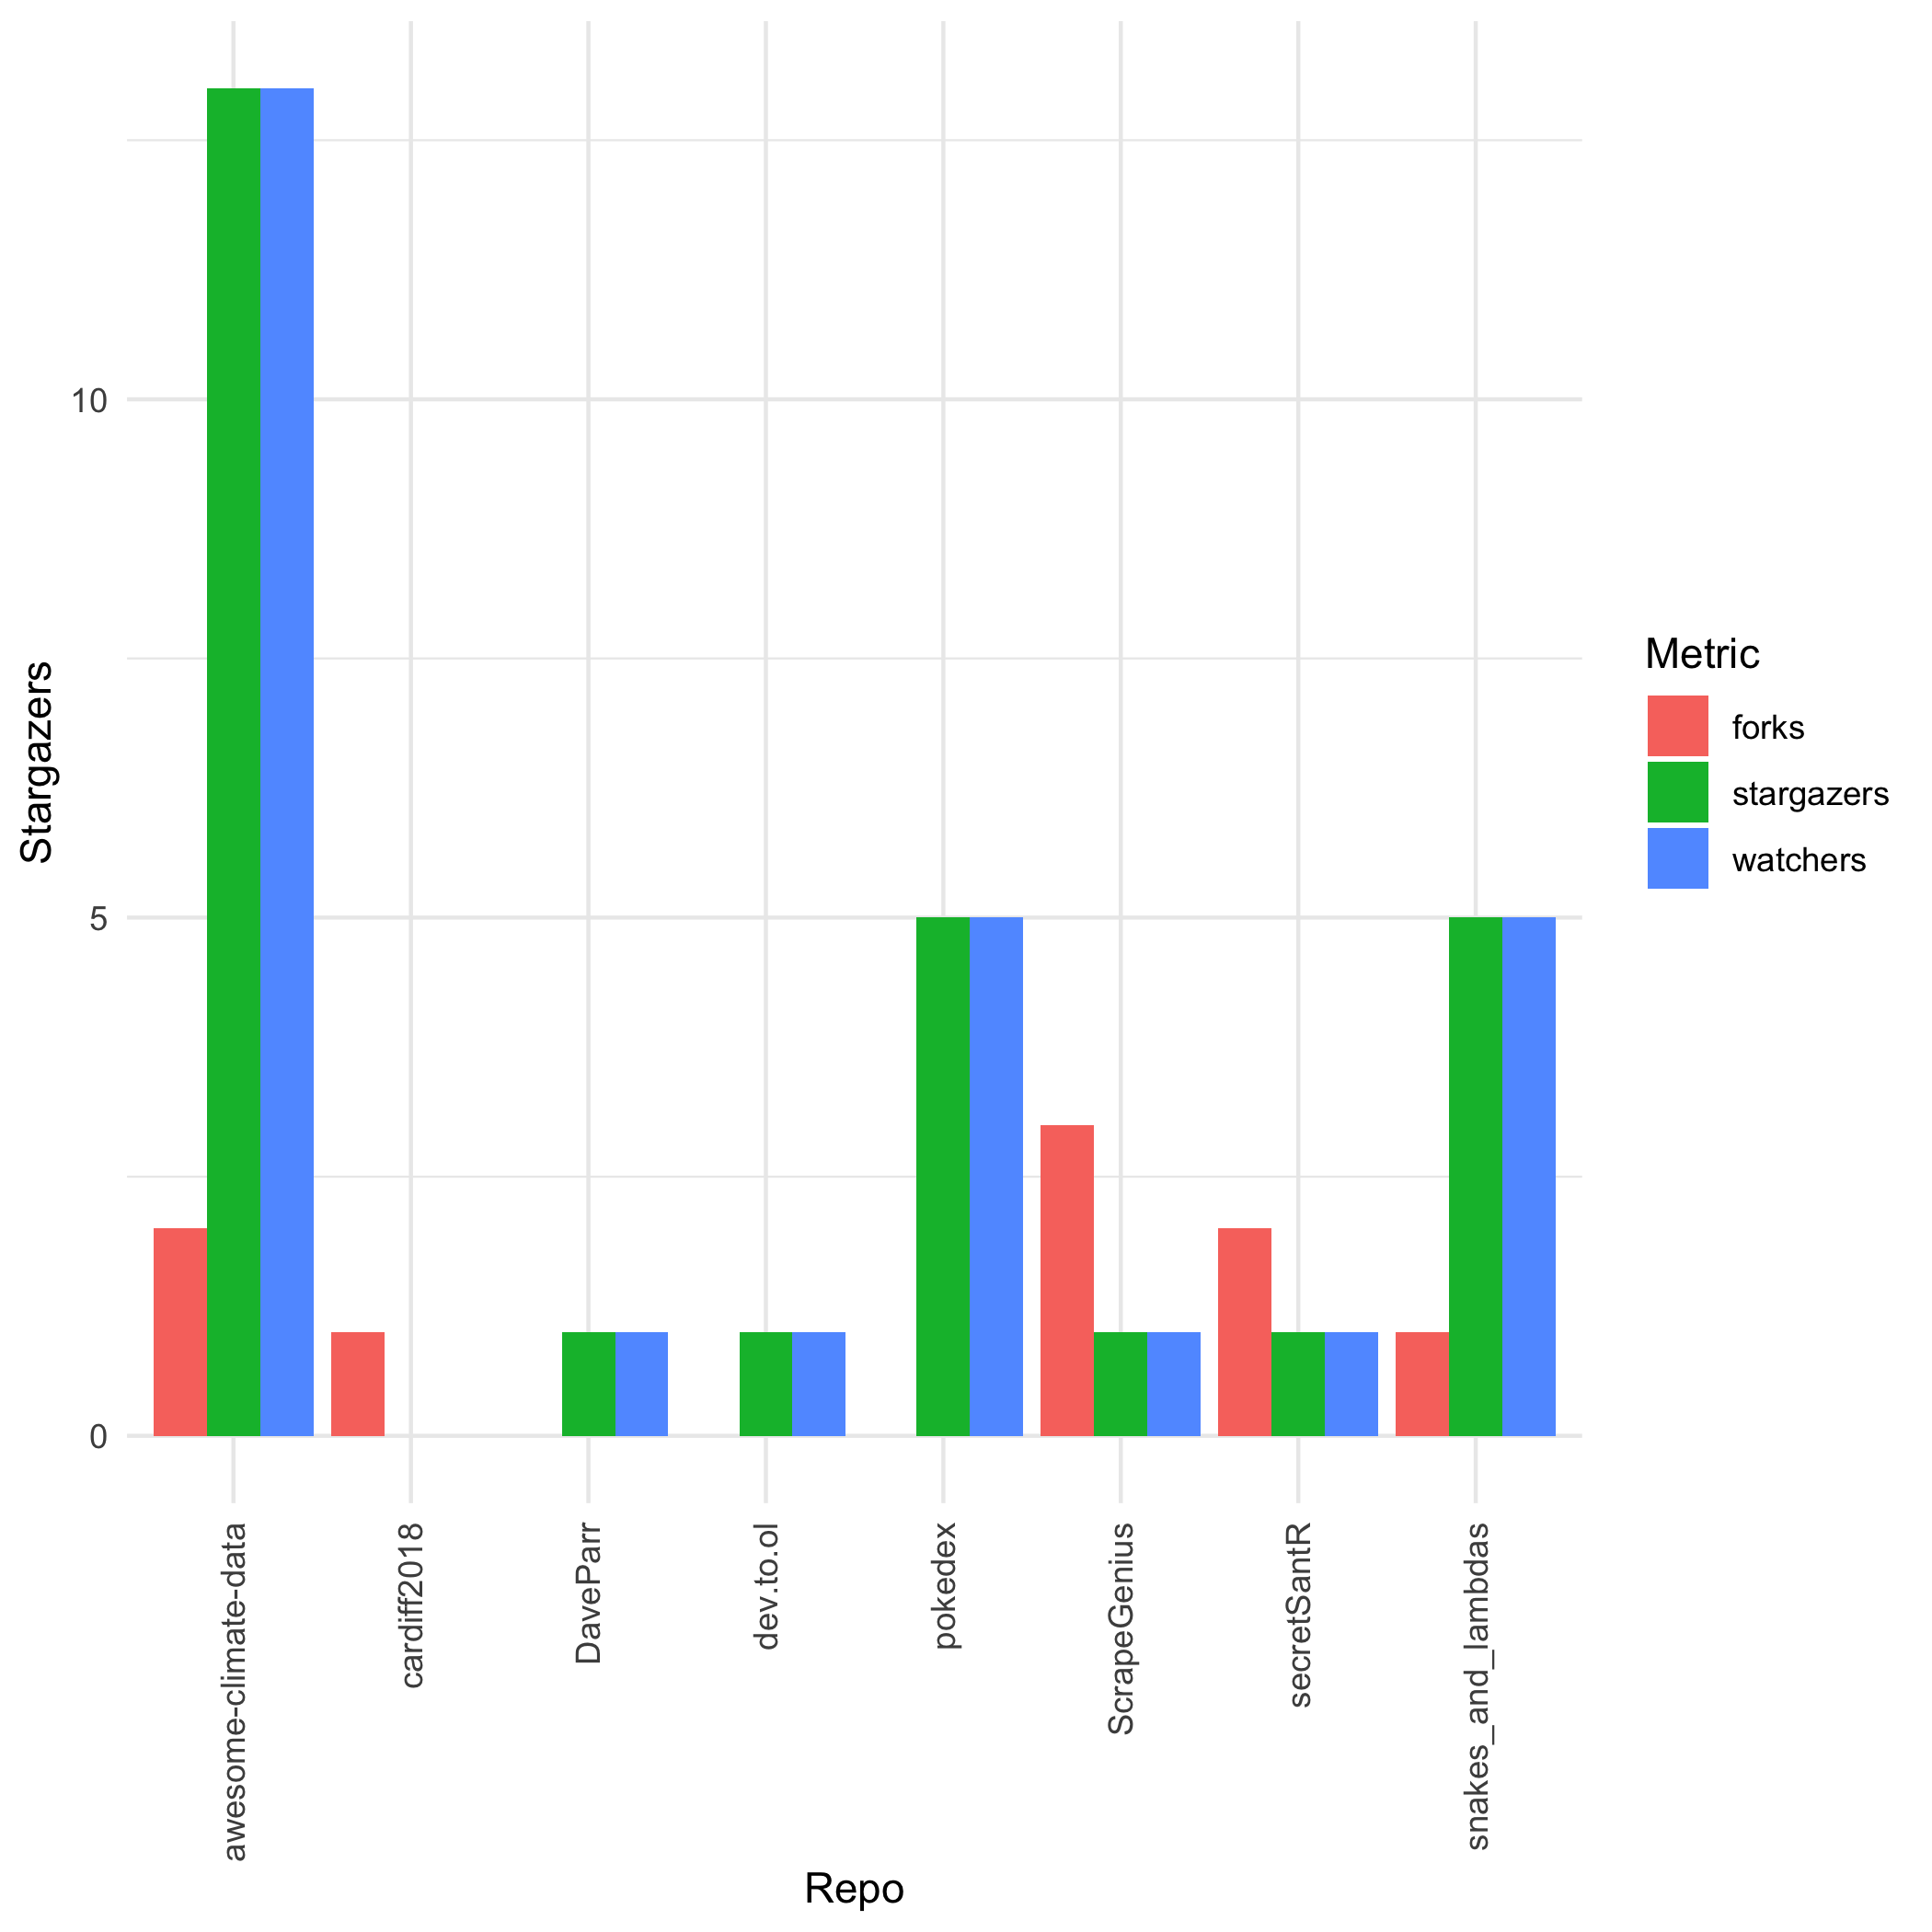 Stargazers
10
5
0
awesome-climate-data
cardiff2018
DaveParr
dev.to.ol
pokedex
ScrapeGenius
secretSantR
snakes_and_lambdas
Repo
Metric
forks
stargazers
watchers